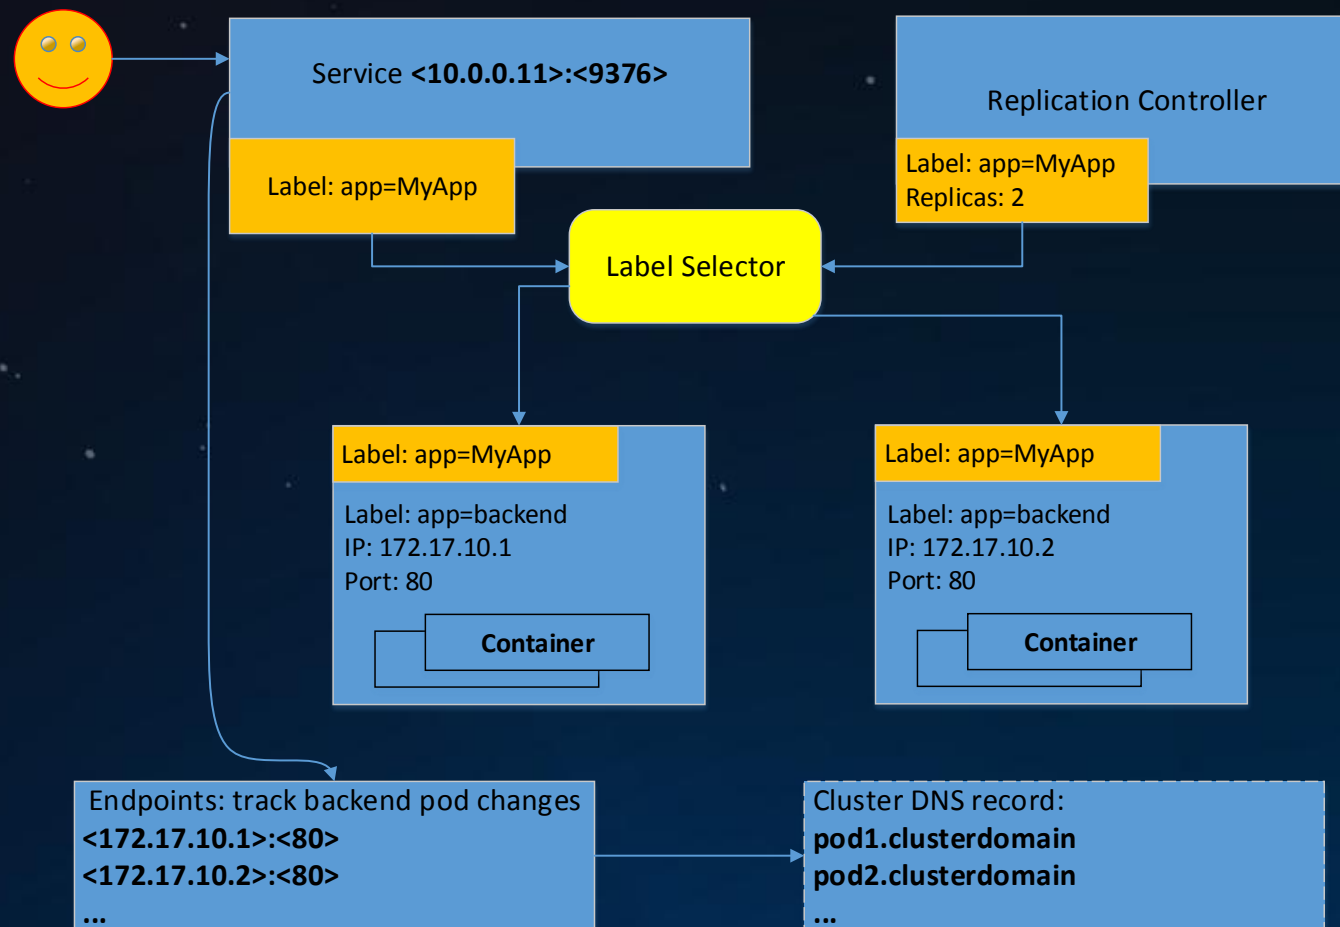 Service <10.0.0.11>:<9376>
Label: app=MyApp
Replication Controller
Label: app=MyApp
Replicas: 2
Label Selector
Label: app=MyApp
Label: app=backend
IP: 172.17.10.1
Port: 80
Container
Label: app=MyApp
Label: app=backend
IP: 172.17.10.2
Port: 80
Container
Endpoints: track backend pod changes
<172.17.10.1>:<80>
<172.17.10.2>:<80>
...
Cluster DNS record:
pod1.clusterdomain
pod2.clusterdomain
...